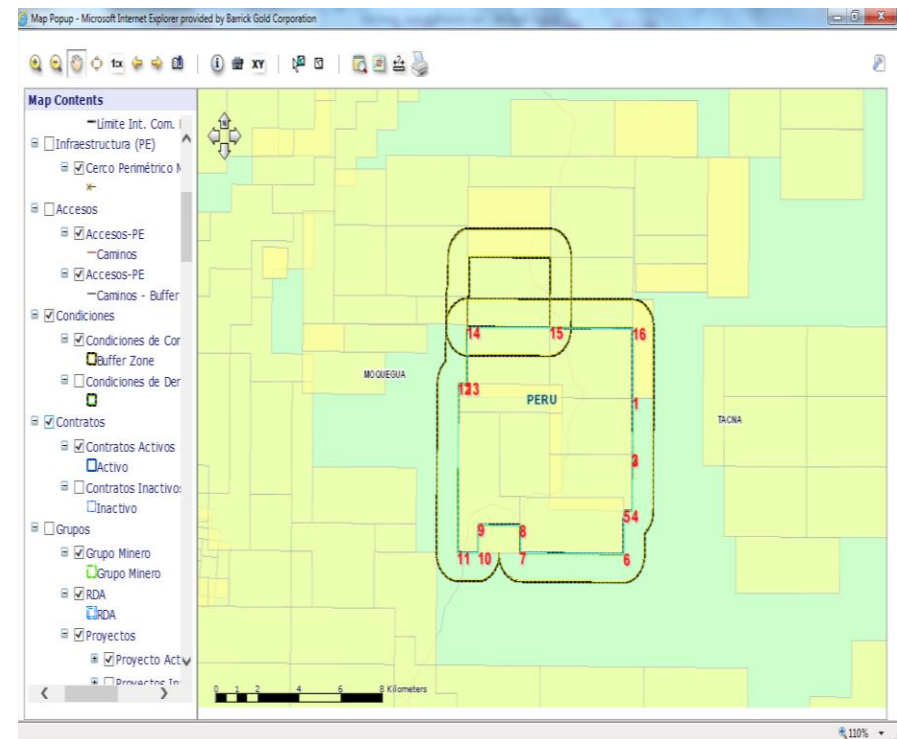 Map Popup - Microsoft Internet Explorer provided by Barrick Gold Corporation
1x
XY
Map Contents
Límite Int. Com.
Infraestructura (PE)
Cerco Perimétrico
Accesos
Accesos-PE
Caminos
Accesos-PE
Caminos - Buffer
Condiciones
Condiciones de Cor
Buffer Zone
Condiciones de Der
Contratos
Contratos Activos
Activo
Contratos Inactivo
Inactivo
Grupos
Grupo Minero
Grupo Minero
RDA
RDA
Proyectos
Proyecto Act
Proyectos In
N
14
15
16
MOQUEGUA
13
PERU
1
TACNA
54
9
8
11
10
7
6
0 1 2 4 6 8 Kilometers
110%